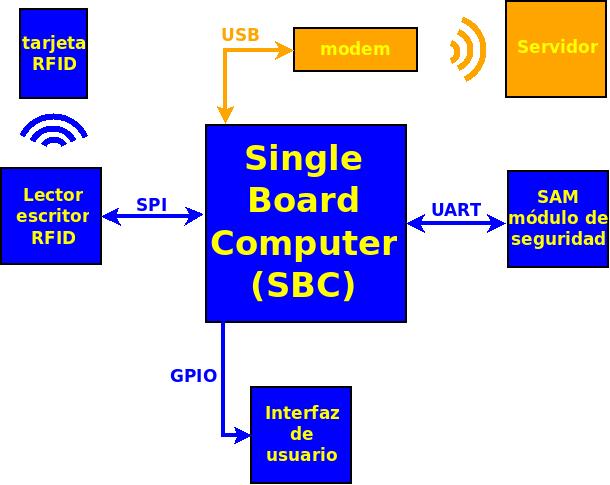 tarjeta
RFID
USB
modem
Servidor
Lector
escritor
RFID
SPI
Single
Board
Computer
(SBC)
UART
SAM
módulo de
seguridad
GPIO
Interfaz
de
usuario